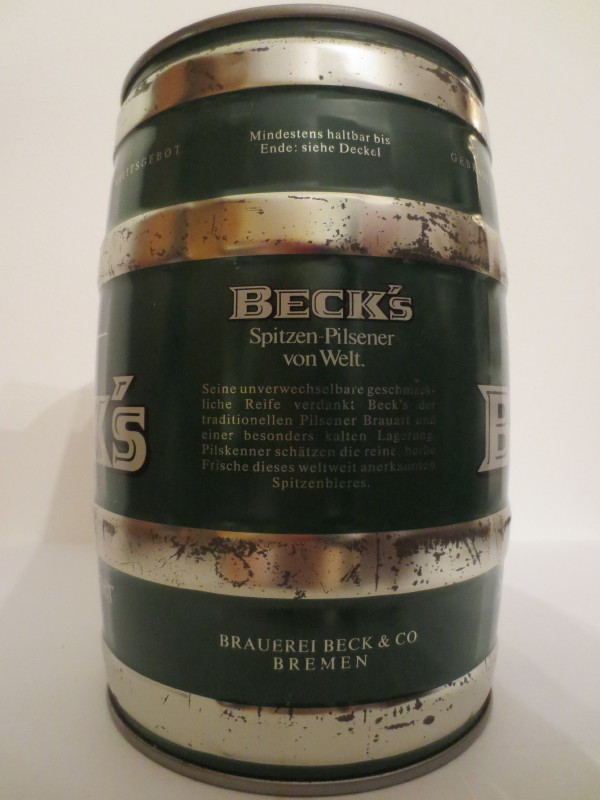 Mindestens haltbar bis
Ende: siehe Deckel
BECK's
Spitzen-Pilsener
von Welt.
Seine unverwechselbare geschmack-
liche Reife verdankt Beck's der
traditionellen Pilsener Brauart und
einer besonders kalten Lagerung.
Pilskenner schätzen die reine, herbe
Frische dieses weltweit anerkannten
Spitzenbieres.
K's
B
BRAUEREI BECK & CO
BREMEN